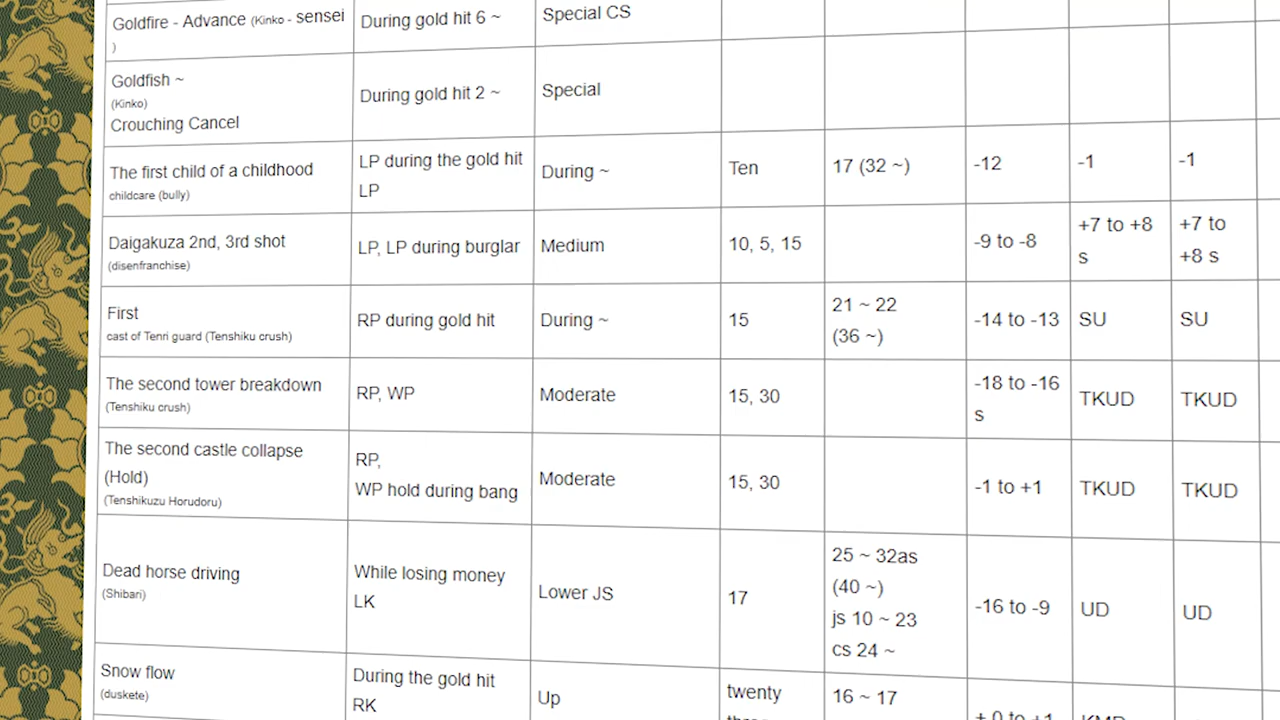 Goldfire - Advance (Kinko - sensei
)
During gold hit 6 ~
Special CS
Goldfish ~
(Kinko)
Crouching Cancel
During gold hit 2 ~
Special
The first child of a childhood
childcare (bully)
LP during the gold hit
LP
During ~
Ten
17 (32 ~)
-12
-1
-1
Daigakuza 2nd, 3rd shot
(disenfranchise)
LP, LP during burglar
Medium
10, 5, 15
-9 to -8
+7 to +8
s
+7 to
+8 s
First
cast of Tenri guard (Tenshiku crush)
RP during gold hit
During ~
15
21 ~ 22
(36 ~)
-14 to -13
SU
SU
The second tower breakdown
(Tenshiku crush)
RP, WP
Moderate
15, 30
-18 to -16
s
TKUD
TKUD
The second castle collapse
(Hold)
(Tenshikuzu Horudoru)
RP,
WP hold during bang
Moderate
15, 30
-1 to +1
TKUD
TKUD
Dead horse driving
(Shibari)
While losing money
LK
Lower JS
17
25 ~ 32as
(40 ~)
js 10 ~ 23
cs 24 ~
-16 to -9
UD
UD
Snow flow
(duskete)
During the gold hit
RK
Up
twenty
16 ~ 17